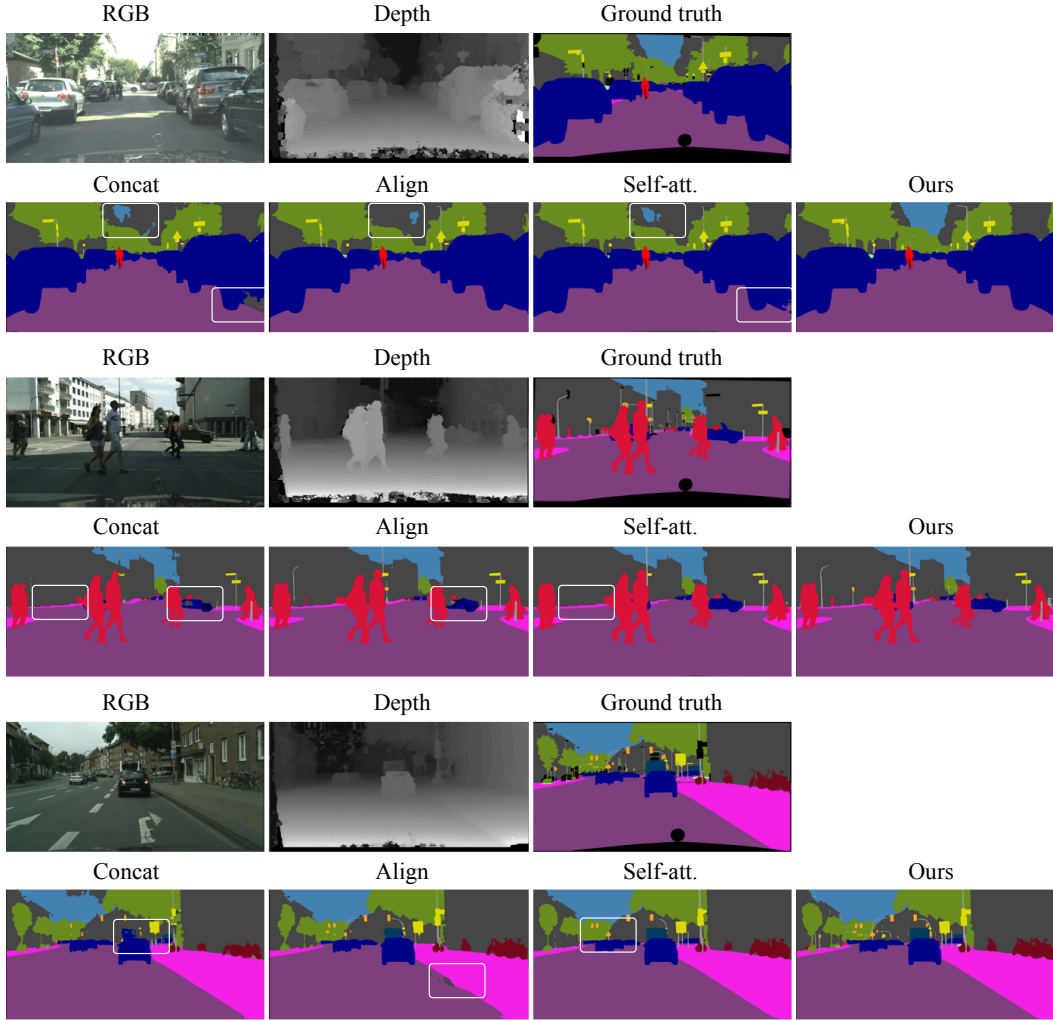 RGB Depth Ground truth
Concat Align Self-att. Ours
RGB Depth Ground truth
Concat Align Self-att. Ours
RGB Depth Ground truth
Concat Align Self-att. Ours